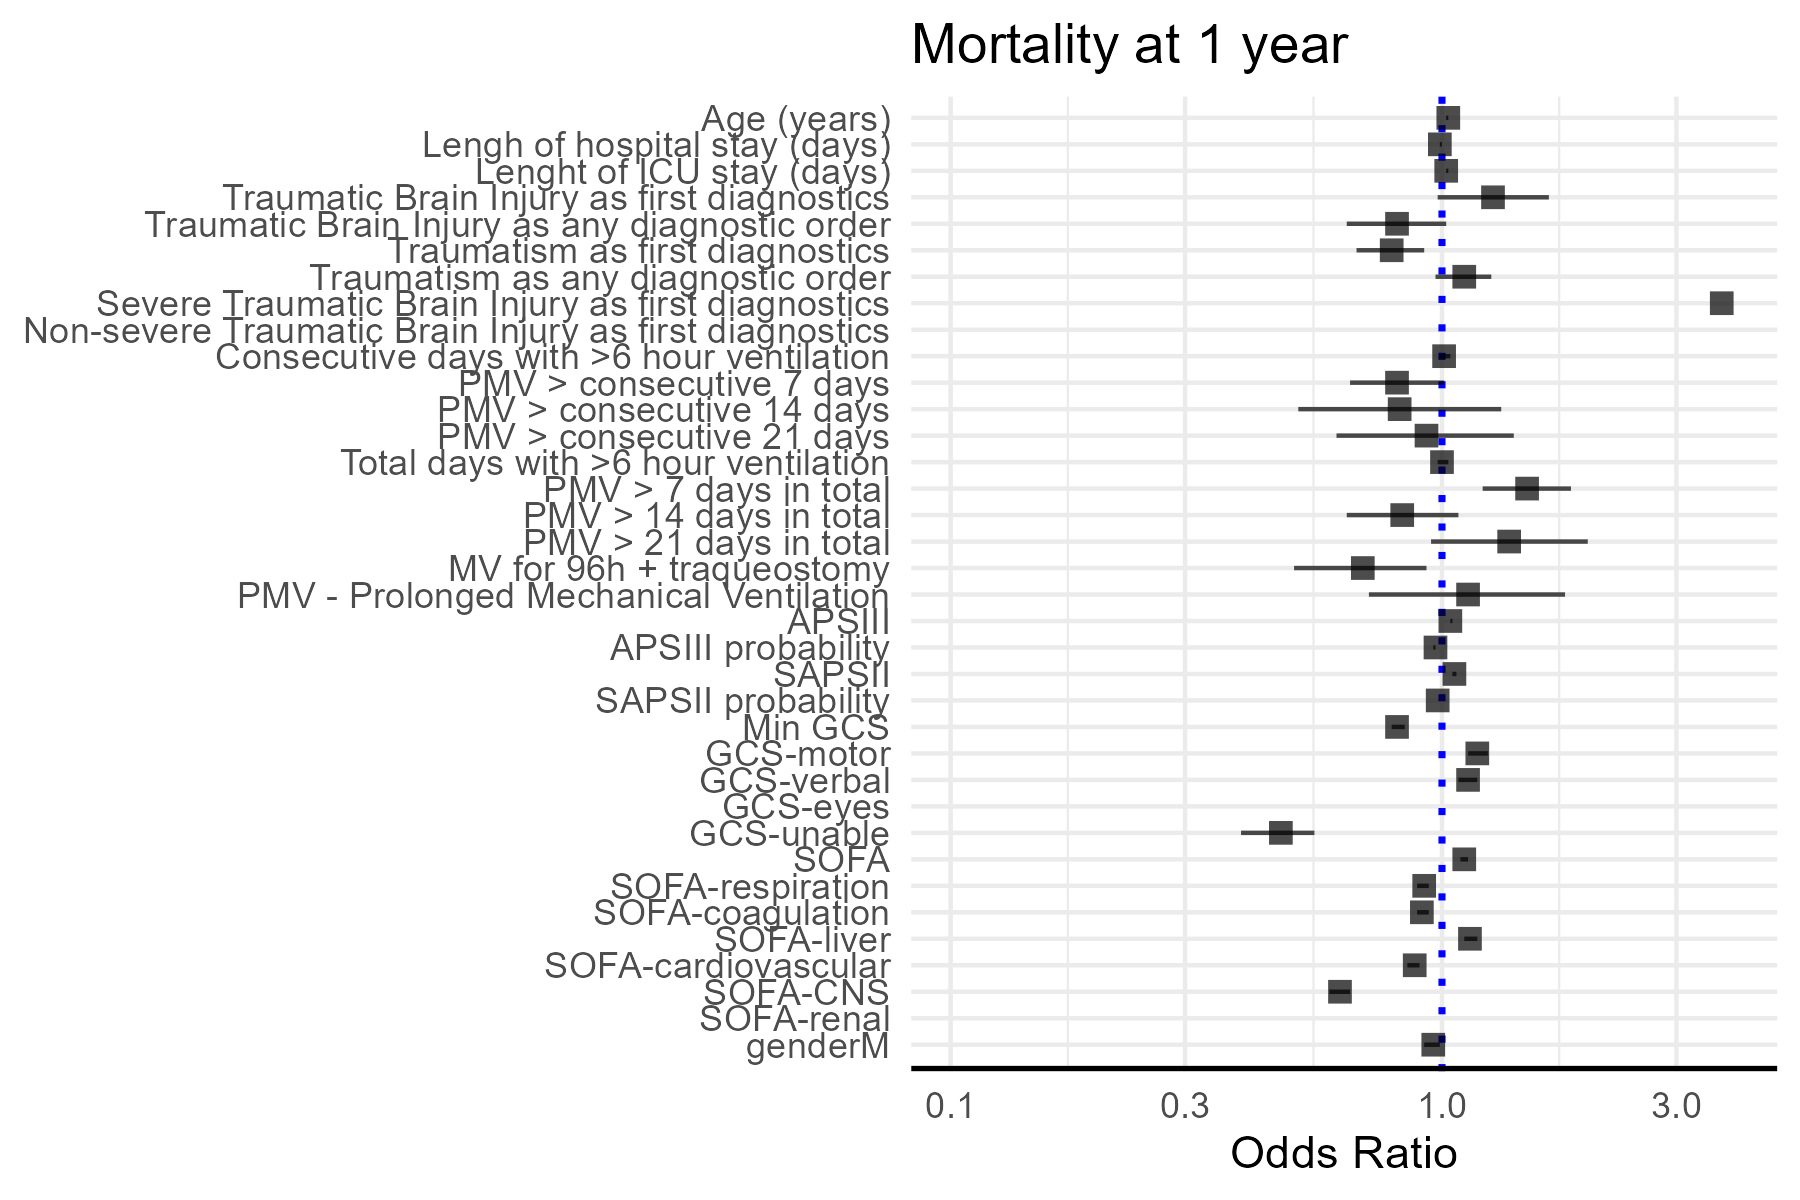 Mortality at 1 year
Age (years)
Lengh of hospital stay (days)
Lenght of ICU stay (days)
Traumatic Brain Injury as first diagnostics
Traumatic Brain Injury as any diagnostic order
Traumatism as first diagnostics
Traumatism as any diagnostic order
Severe Traumatic Brain Injury as first diagnostics
Non-severe Traumatic Brain Injury as first diagnostics
Consecutive days with >6 hour ventilation
PMV > consecutive 7 days
PMV > consecutive 14 days
PMV > consecutive 21 days
Total days with >6 hour ventilation
PMV > 7 days in total
PMV > 14 days in total
PMV > 21 days in total
MV for 96h + traqueostomy
PMV - Prolonged Mechanical Ventilation
APSIII
APSIII probability
SAPSII
SAPSII probability
Min GCS
GCS-motor
GCS-verbal
GCS-eyes
GCS-unable
SOFA
SOFA-respiration
SOFA-coagulation
SOFA-liver
SOFA-cardiovascular
SOFA-CNS
SOFA-renal
genderM
0.1 0.3 1.0 3.0
Odds Ratio